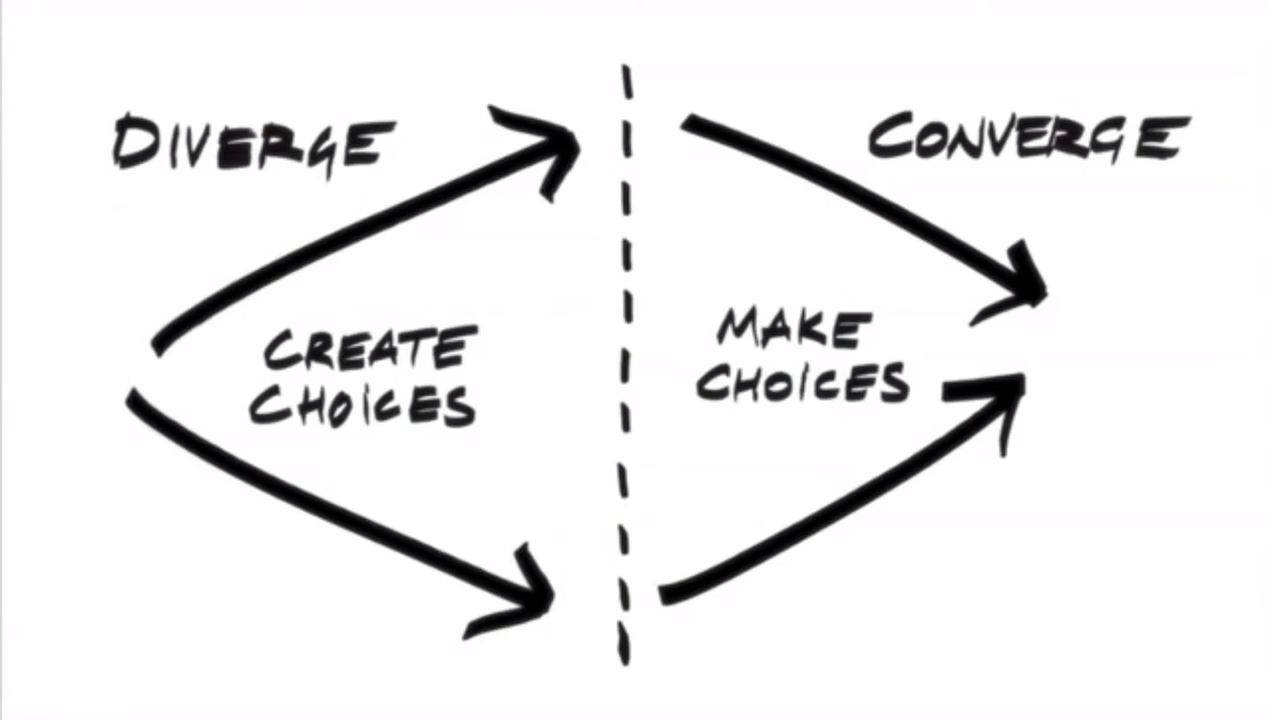 DIVERGE
CREATE
CHOICES
CONVERGE
MAKE
CHOICES